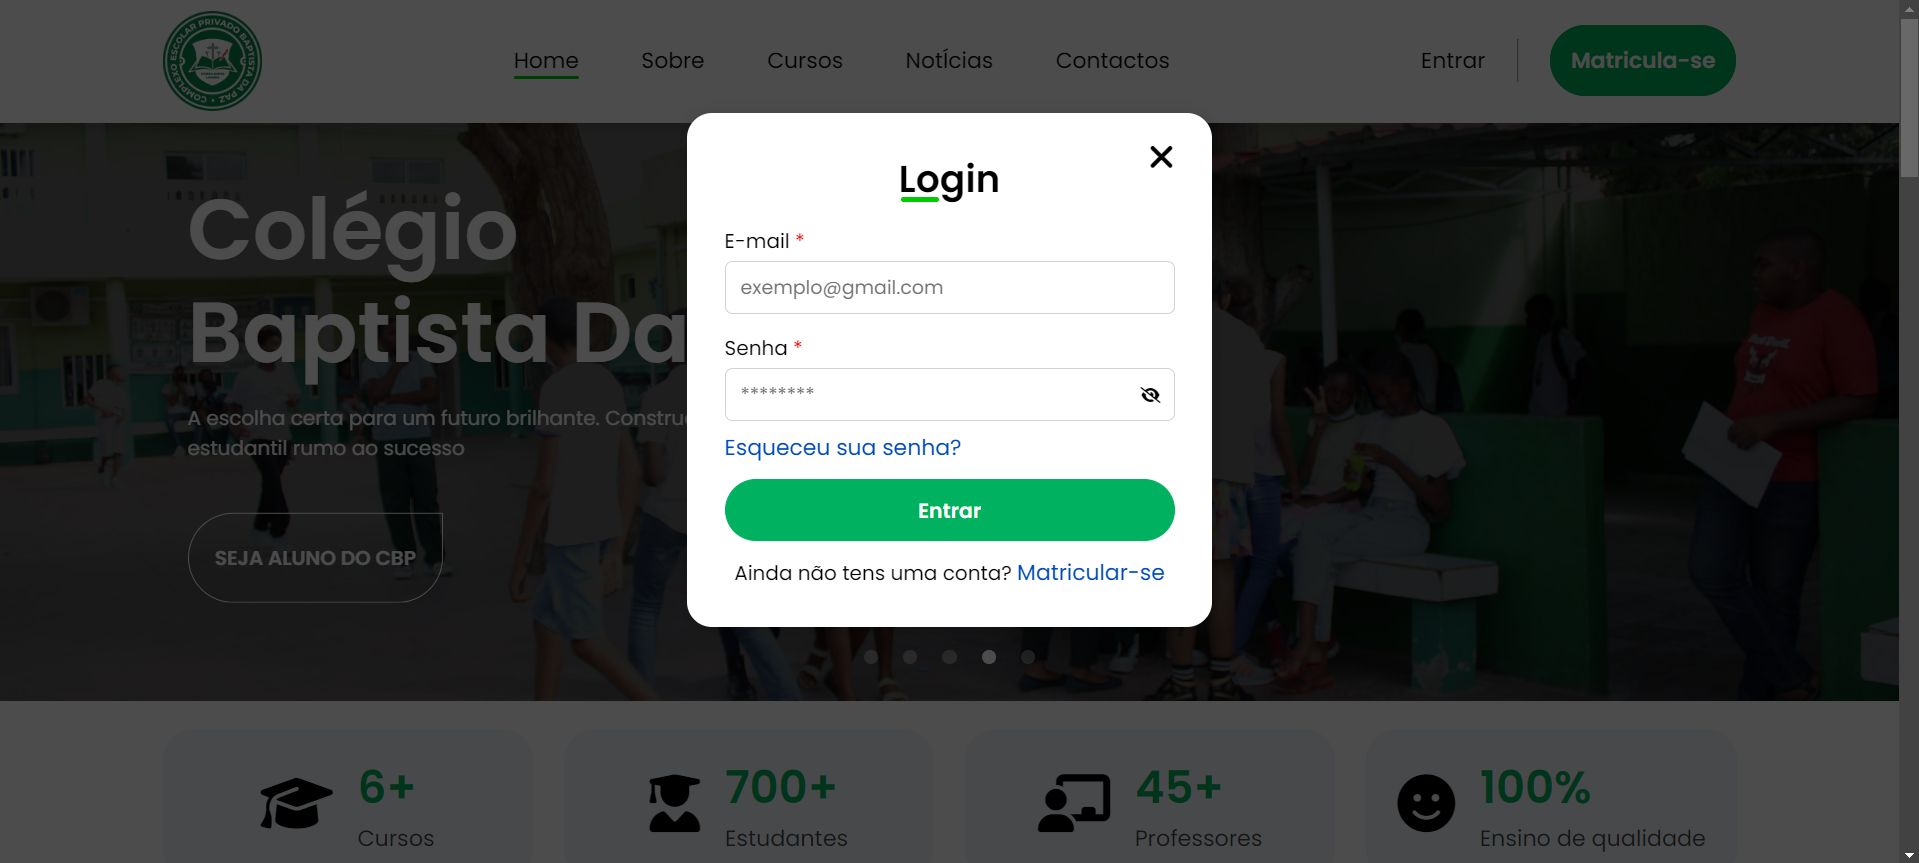 COMPLEXO ESCOLAR PRIVADO BAPTISTA DA PAZ
Home
Sobre
Cursos
NotÍcias
Contactos
Entrar
Matricula-se
Colégio
Baptista Da
A escolha certa para um futuro brilhante. Constru
estudantil rumo ao sucesso
SEJA ALUNO DO CBP
Login
E-mail *
exemplo@gmail.com
Senha *
********
Esqueceu sua senha?
Entrar
Ainda não tens uma conta? Matricular-se
6+
Cursos
700+
Estudantes
45+
Professores
100%
Ensino de qualidade